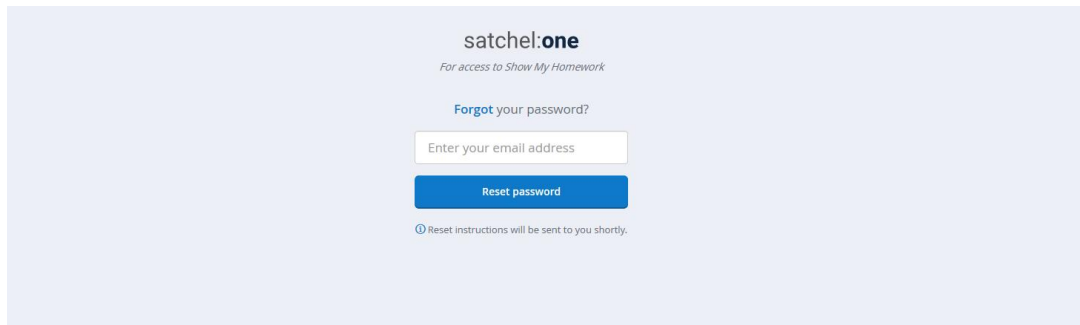 satchel:one
For access to Show My Homework
Forgot your password?
Enter your email address
Reset password
Reset instructions will be sent to you shortly.